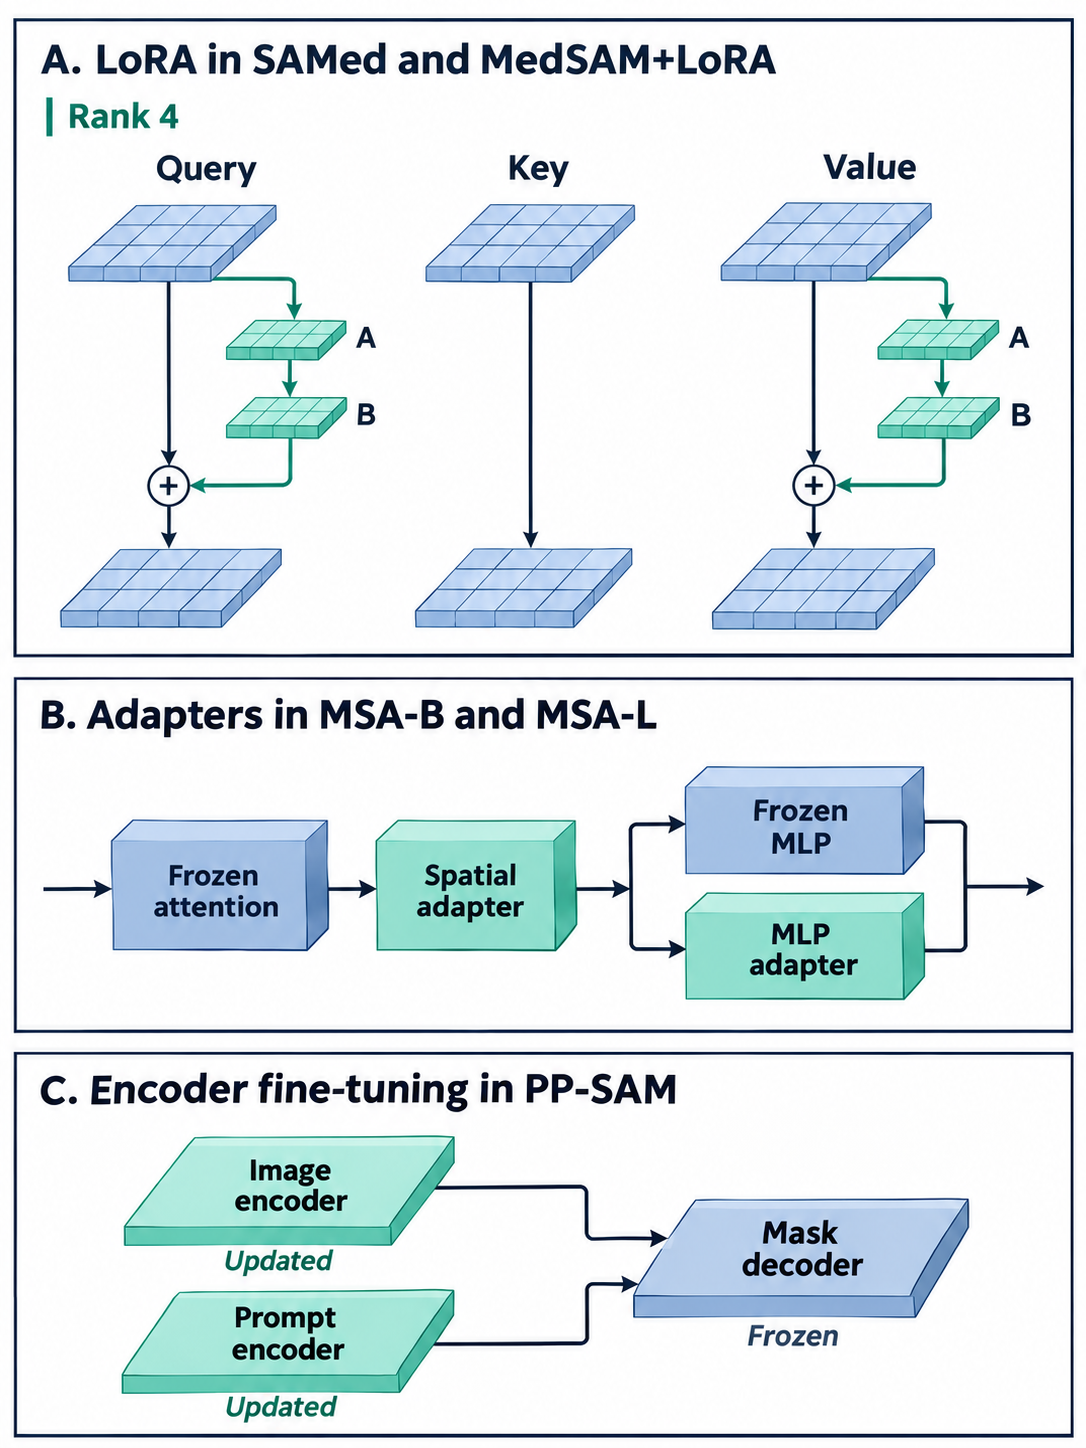 A. LoRA in SAMed and MedSAM+LoRA
Rank 4
Query
Key
Value
A
B
+
A
B
+
B. Adapters in MSA-B and MSA-L
Frozen
attention
Spatial
adapter
Frozen
MLP
MLP
adapter
C. Encoder fine-tuning in PP-SAM
Image
encoder
Updated
Prompt
encoder
Updated
Mask
decoder
Frozen